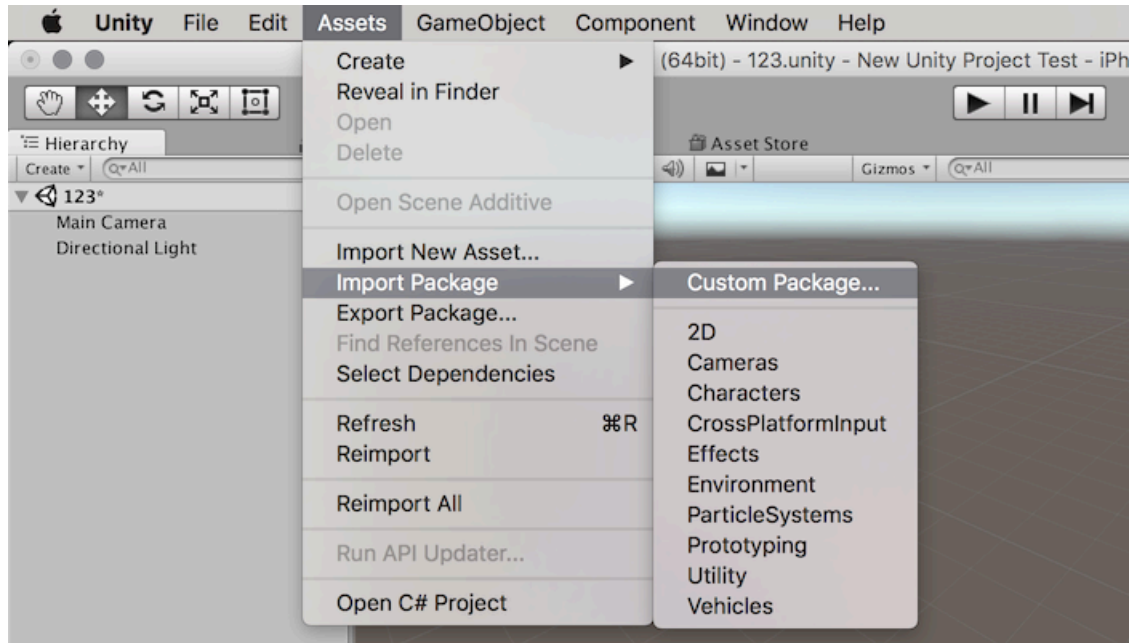 Unity File Edit Assets GameObject Component Window Help
(64bit) - 123.unity - New Unity Project Test - iPh
Hierarchy
Asset Store
Create All
Gizmos All
123*
Main Camera
Directional Light
Create
Reveal in Finder
Open
Delete
Open Scene Additive
Import New Asset...
Import Package
Export Package...
Find References In Scene
Select Dependencies
Refresh ⌘R
Reimport
Reimport All
Run API Updater...
Open C# Project
Custom Package...
2D
Cameras
Characters
CrossPlatformInput
Effects
Environment
ParticleSystems
Prototyping
Utility
Vehicles